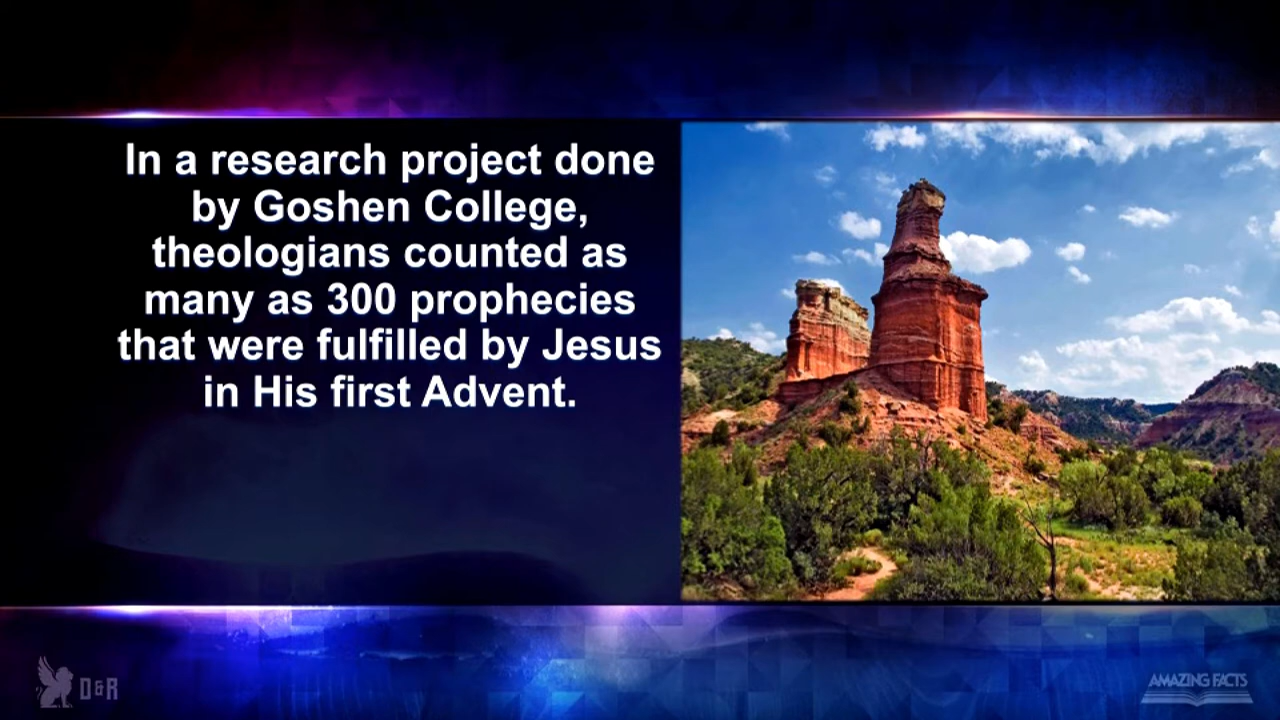 In a research project done
by Goshen College,
theologians counted as
many as 300 prophecies
that were fulfilled by Jesus
in His first Advent.
D&R
AMAZING FACTS